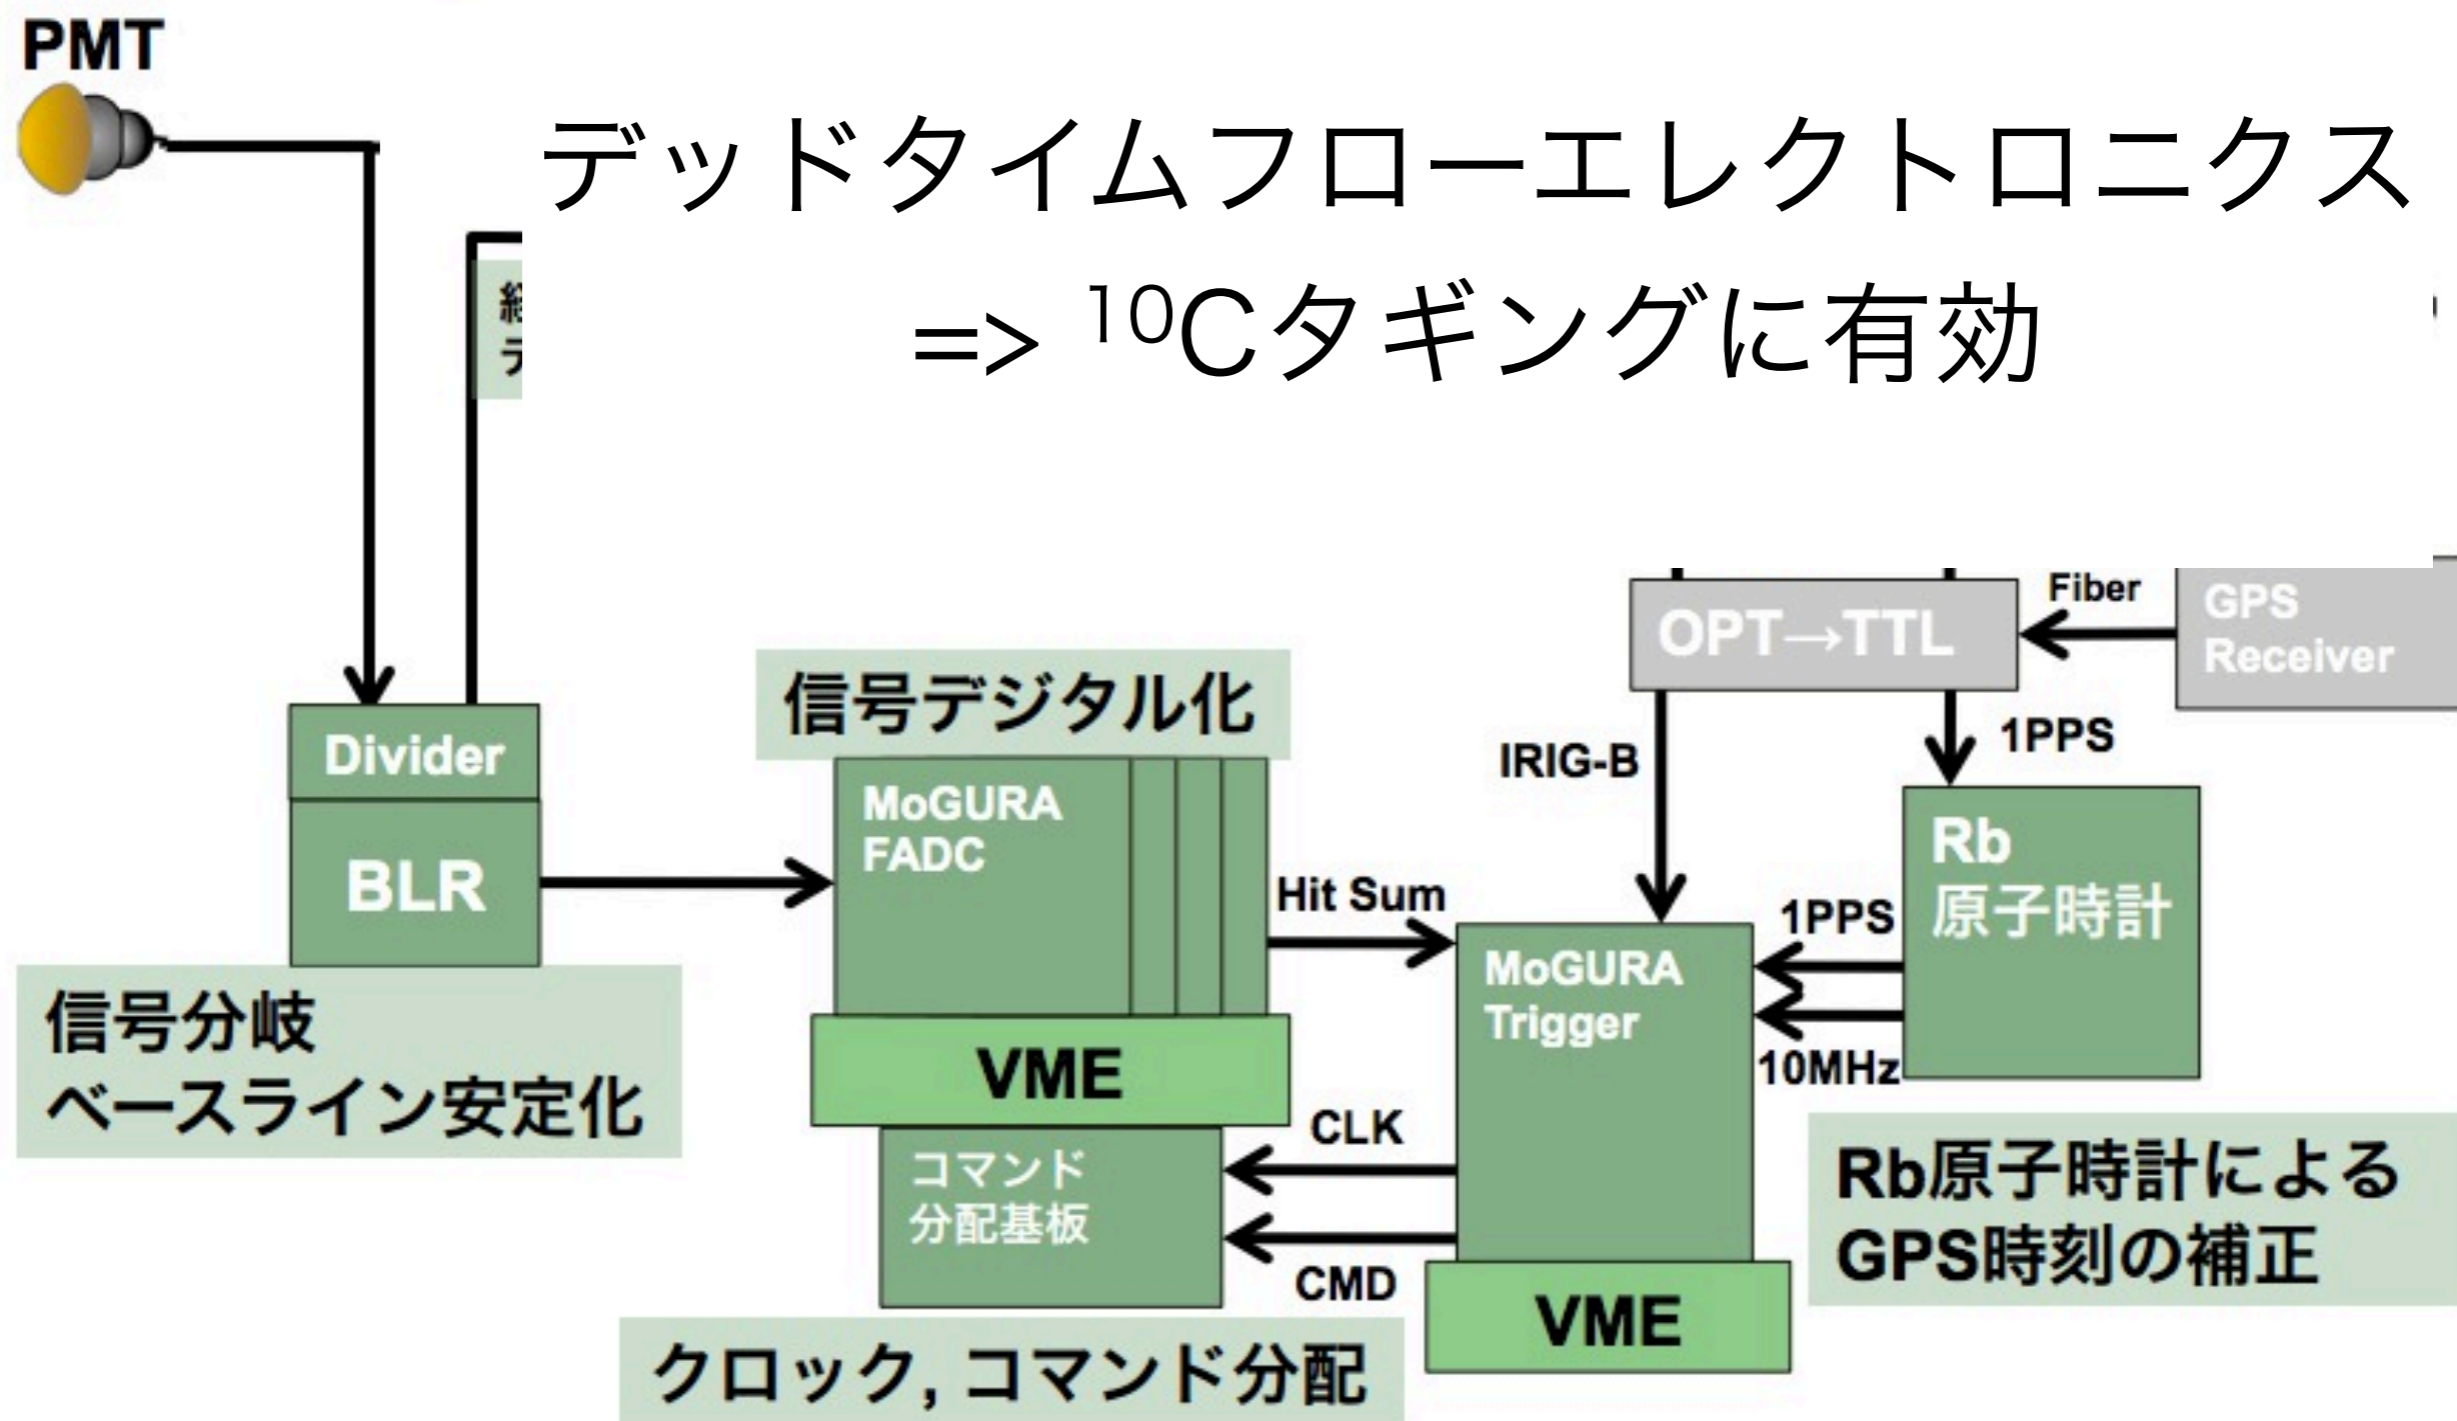 PMT
デッドタイムフローエレクトロニクス
=> ¹⁰Cタギングに有効
Fiber
GPS
Receiver
OPT→TTL
IRIG-B
1PPS
信号デジタル化
Divider
BLR
MoGURA
FADC
Hit Sum
Rb
原子時計
1PPS
10MHz
MoGURA
Trigger
信号分岐
ベースライン安定化
VME
CLK
コマンド
分配基板
CMD
Rb原子時計による
GPS時刻の補正
VME
クロック, コマンド分配